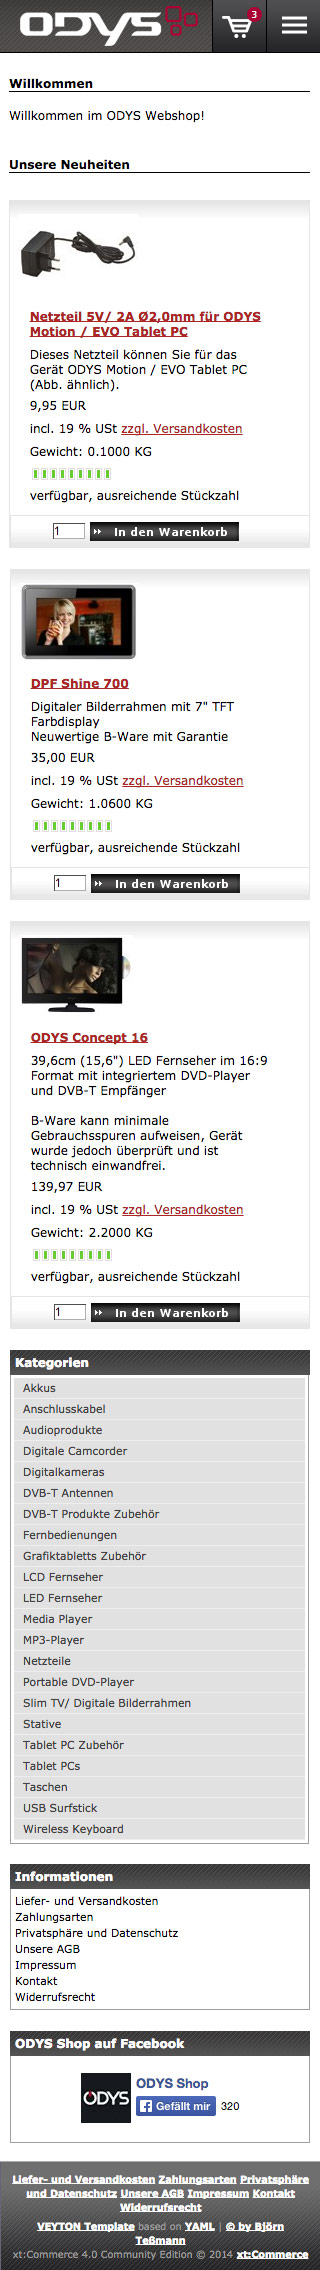 ODYS
3
Willkommen
Willkommen im ODYS Webshop!
Unsere Neuheiten
Netzteil 5V/ 2A Ø2,0mm für ODYS
Motion / EVO Tablet PC
Dieses Netzteil können Sie für das
Gerät ODYS Motion / EVO Tablet PC
(Abb. ähnlich).
9,95 EUR
incl. 19 % USt zzgl. Versandkosten
Gewicht: 0.1000 KG
verfügbar, ausreichende Stückzahl
1 In den Warenkorb
DPF Shine 700
Digitaler Bilderrahmen mit 7" TFT
Farbdisplay
Neuwertige B-Ware mit Garantie
35,00 EUR
incl. 19 % USt zzgl. Versandkosten
Gewicht: 1.0600 KG
verfügbar, ausreichende Stückzahl
1 In den Warenkorb
ODYS Concept 16
39,6cm (15,6") LED Fernseher im 16:9
Format mit integriertem DVD-Player
und DVB-T Empfänger
B-Ware kann minimale
Gebrauchsspuren aufweisen, Gerät
wurde jedoch überprüft und ist
technisch einwandfrei.
139,97 EUR
incl. 19 % USt zzgl. Versandkosten
Gewicht: 2.2000 KG
verfügbar, ausreichende Stückzahl
1 In den Warenkorb
Kategorien
Akkus
Anschlusskabel
Audioprodukte
Digitale Camcorder
Digitalkameras
DVB-T Antennen
DVB-T Produkte Zubehör
Fernbedienungen
Grafiktabletts Zubehör
LCD Fernseher
LED Fernseher
Media Player
MP3-Player
Netzteile
Portable DVD-Player
Slim TV/ Digitale Bilderrahmen
Stative
Tablet PC Zubehör
Tablet PCs
Taschen
USB Surfstick
Wireless Keyboard
Informationen
Liefer- und Versandkosten
Zahlungsarten
Privatsphäre und Datenschutz
Unsere AGB
Impressum
Kontakt
Widerrufsrecht
ODYS Shop auf Facebook
ODYS
ODYS Shop
Gefällt mir 320
Liefer- und Versandkosten Zahlungsarten Privatsphäre
und Datenschutz Unsere AGB Impressum Kontakt
Widerrufsrecht
VEYTON Template based on YAML | © by Björn
Teßmann
xt:Commerce 4.0 Community Edition © 2014 xt:Commerce